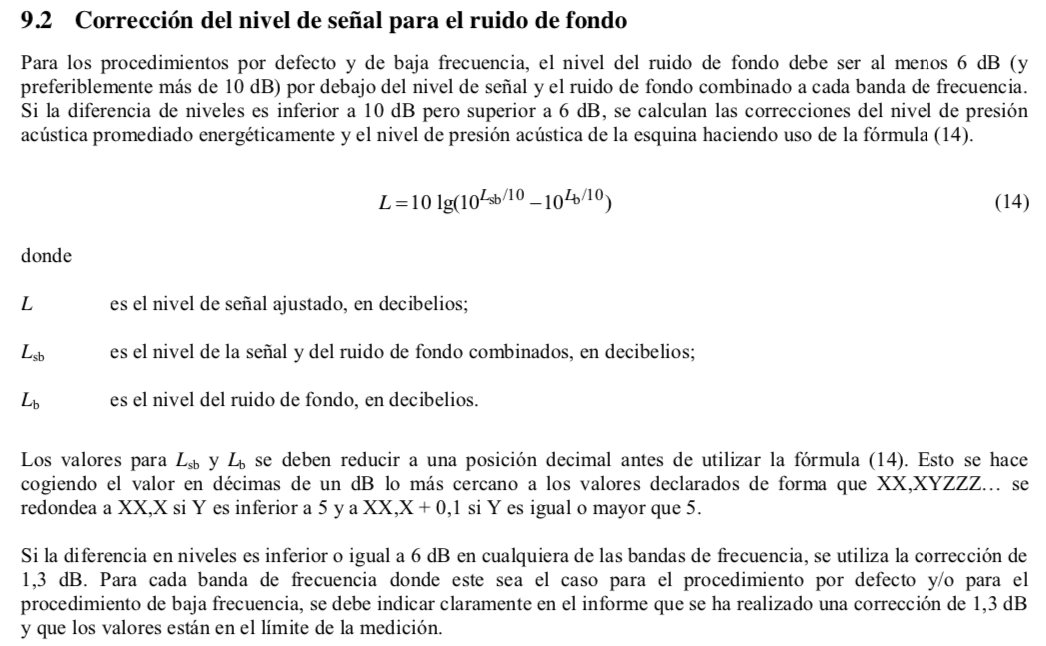 9.2 Corrección del nivel de señal para el ruido de fondo
Para los procedimientos por defecto y de baja frecuencia, el nivel del ruido de fondo debe ser al menos 6 dB (y
preferiblemente más de 10 dB) por debajo del nivel de señal y el ruido de fondo combinado a cada banda de frecuencia.
Si la diferencia de niveles es inferior a 10 dB pero superior a 6 dB, se calculan las correcciones del nivel de presión
acústica promediado energéticamente y el nivel de presión acústica de la esquina haciendo uso de la fórmula (14).
L = 10 lg(10^{L_{sb}/10} – 10^{L_b/10}) (14)
donde
L es el nivel de señal ajustado, en decibelios;
L_{sb} es el nivel de la señal y del ruido de fondo combinados, en decibelios;
L_b es el nivel del ruido de fondo, en decibelios.
Los valores para L_{sb} y L_b se deben reducir a una posición decimal antes de utilizar la fórmula (14). Esto se hace
cogiendo el valor en décimas de un dB lo más cercano a los valores declarados de forma que XX,XYZZZ… se
redondea a XX,X si Y es inferior a 5 y a XX,X + 0,1 si Y es igual o mayor que 5.
Si la diferencia en niveles es inferior o igual a 6 dB en cualquiera de las bandas de frecuencia, se utiliza la corrección de
1,3 dB. Para cada banda de frecuencia donde este sea el caso para el procedimiento por defecto y/o para el
procedimiento de baja frecuencia, se debe indicar claramente en el informe que se ha realizado una corrección de 1,3 dB
y que los valores están en el límite de la medición.